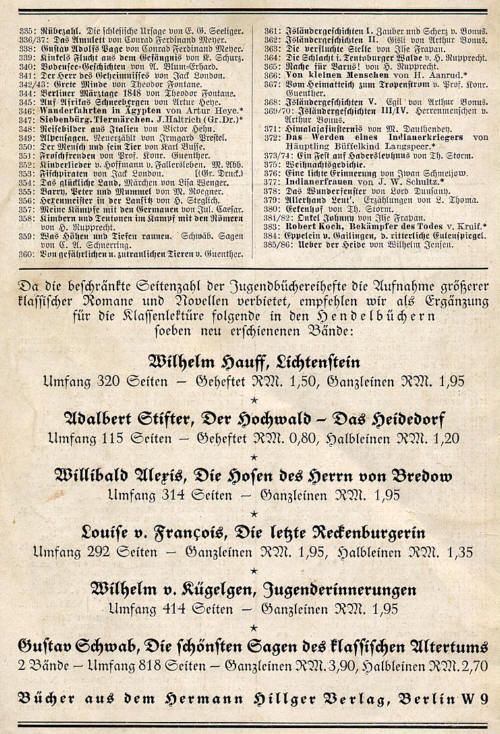 335: Rübezahl. Die schlesische Ursage von E. G. Seeliger.
336/37: Das Amulett von Conrad Ferdinand Meyer.
338: Gustav Adolfs Page von Conrad Ferdinand Meyer.
339: Kinkels Flucht aus dem Gefängnis von K. Schurz.
340: Bodensee-Geschichten von A. Blum-Erhard.
341: Der Herr des Geheimnisses von Jack London.
342/43: Grete Minde von Theodor Fontane.
344: Berliner Märztage 1848 von Theodor Fontane.
345: Auf Afrikas Schneebergen von Artur Heye.
346: Wanderfahrten in Ägypten von Artur Heye.*
347: Siebenbürg. Tiermärchen. J. Haltrich (Gr. Dr.)*
348: Reisebilder aus Italien von Victor Hehn.
349: Alpensagen. Neuerzählt von Irmgard Prestel.
350: Der Mensch und sein Tier von Karl Busse.
351: Froschfreuden von Prof. Konr. Guenther.
352: Kinderlieder v. Hoffmann v. Fallersleben. M. Abb.
353: Fischpiraten von Jack London. (Gr. Druck.)
354: Das glückliche Land, Märchen von Lisa Wenger.
355: Barry, Peter und Mummel von M. Noegner.
356: Hexenmeister in der Lausitz von H. Steglich.
357: Meine Kämpfe mit den Germanen von Jul. Caesar.
358: Kimbern und Teutonen im Kampf mit den Römern
von H. Rupprecht.
359: Was Höhen und Tiefen raunen. Schwäb. Sagen
von C. A. Schnerring.
360: Von gefährlichen u. zutranlichen Tieren v. Guenther.
361: Isländergeschichten I. Zauber und Scherz v. Bonus.
362: Isländergeschichten II. Gisli von Arthur Bonus.
363: Die verfluchte Stelle von Ilse Frapan.
364: Die Schlacht i. Teutoburger Walde v. H. Rupprecht.
365: Rache für Varus! von H. Rupprecht.
366: Von kleinen Menschen von H. Aanrud.*
367: Vom Heimatteich zum Tropenstrom v. Prof. Konr.
Guenther.
368: Isländergeschichten V. Egil von Arthur Bonus.
369/70: Isländergeschichten III/IV. Herrenmenschen v.
Arthur Bonus.
371: Himalajafinsternis von M. Dauthendey.
372: Das Werden eines Indianerkriegers von
Häuptling Büffelkind Langspeer.*
373/74: Ein Fest auf Haderslevhuus von Th. Storm.
375: Weihnachtsgedichte.
376: Eine lichte Erinnerung von Iwan Schmeljow.
377: Indianerfrauen von J. W. Schultz.*
378: Das Wunderfenster von Lord Dunsany.
379: Allerhand Leut'. Erzählungen von L. Thoma.
380: Eekenhof von Th. Storm.
381/82: Onkel Johnny von Ilse Frapan.
383: Robert Koch, Bekämpfer des Todes v. Kruif.*
384: Eppelein v. Gailingen, d. ritterliche Eulenspiegel.
385/86: Ueber der Heide von Wilhelm Jensen.
Da die beschränkte Seitenzahl der Jugendbüchereihefte die Aufnahme größerer
klassischer Romane und Novellen verbietet, empfehlen wir als Ergänzung
für die Klassenlektüre folgende in den Hendelbüchern
soeben neu erschienenen Bände:
Wilhelm Hauff, Lichtenstein
Umfang 320 Seiten – Geheftet RM. 1,50, Ganzleinen RM. 1,95
*
Adalbert Stifter, Der Hochwald – Das Heidedorf
Umfang 115 Seiten – Geheftet RM. 0,80, Halbleinen RM. 1,20
*
Willibald Alexis, Die Hosen des Herrn von Bredow
Umfang 314 Seiten – Ganzleinen RM. 1,95
*
Louise v. François, Die letzte Reckenburgerin
Umfang 292 Seiten – Ganzleinen RM. 1,95, Halbleinen RM. 1,35
*
Wilhelm v. Kügelgen, Jugenderinnerungen
Umfang 414 Seiten – Ganzleinen RM. 1,95
*
Gustav Schwab, Die schönsten Sagen des klassischen Altertums
2 Bände – Umfang 818 Seiten – Ganzleinen RM. 3,90, Halbleinen RM. 2,70
Bücher aus dem Hermann Hillger Verlag, Berlin W 9